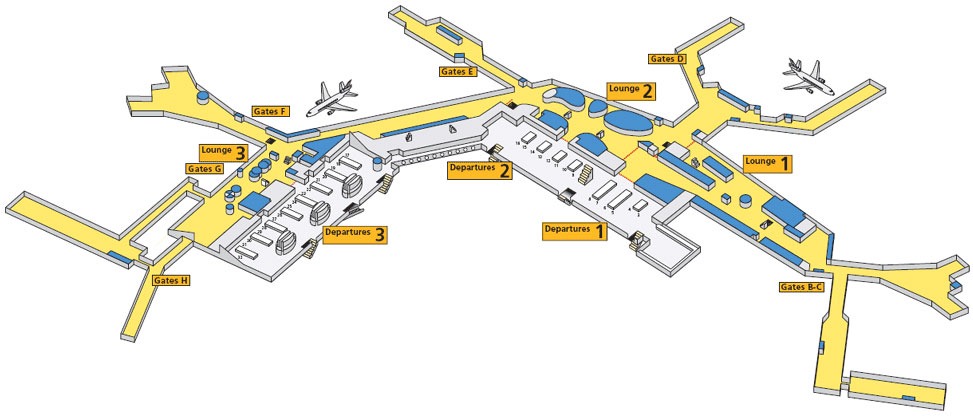 Gates E
Gates D
Lounge 2
Gates F
Lounge 3
Gates G
Lounge 1
Departures 2
Departures 3
Departures 1
Gates H
Gates B-C